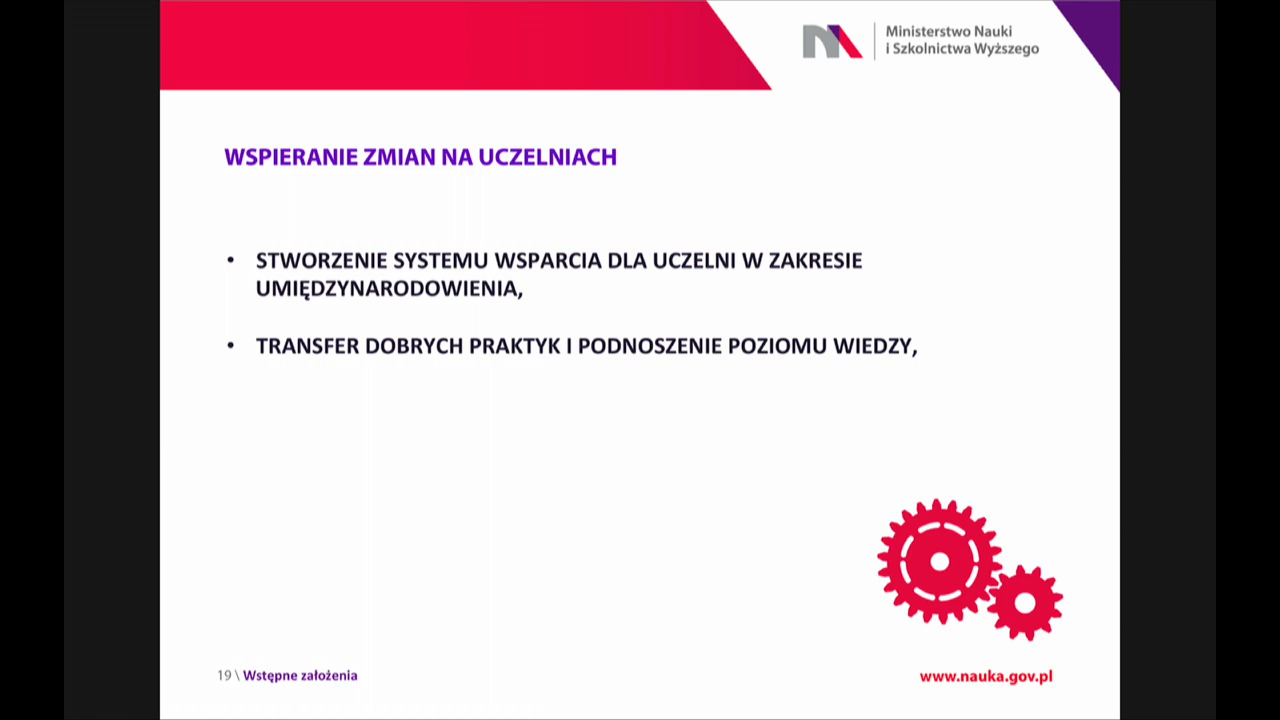 Ministerstwo Nauki
i Szkolnictwa Wyższego
WSPIERANIE ZMIAN NA UCZELNIACH
• STWORZENIE SYSTEMU WSPARCIA DLA UCZELNI W ZAKRESIE
UMIĘDZYNARODOWIENIA,
• TRANSFER DOBRYCH PRAKTYK I PODNOSZENIE POZIOMU WIEDZY,
19 \ Wstępne założenia
www.nauka.gov.pl